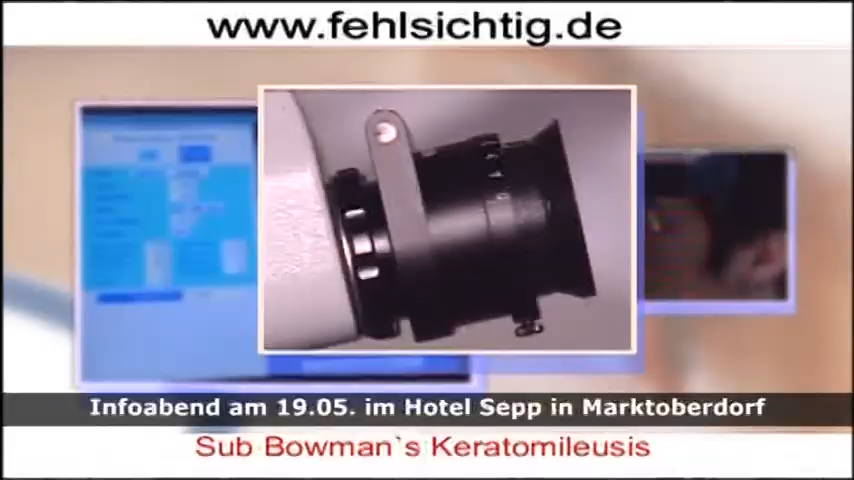 www.fehlsichtig.de
Infoabend am 19.05. im Hotel Sepp in Marktoberdorf
Sub Bowman`s Keratomileusis